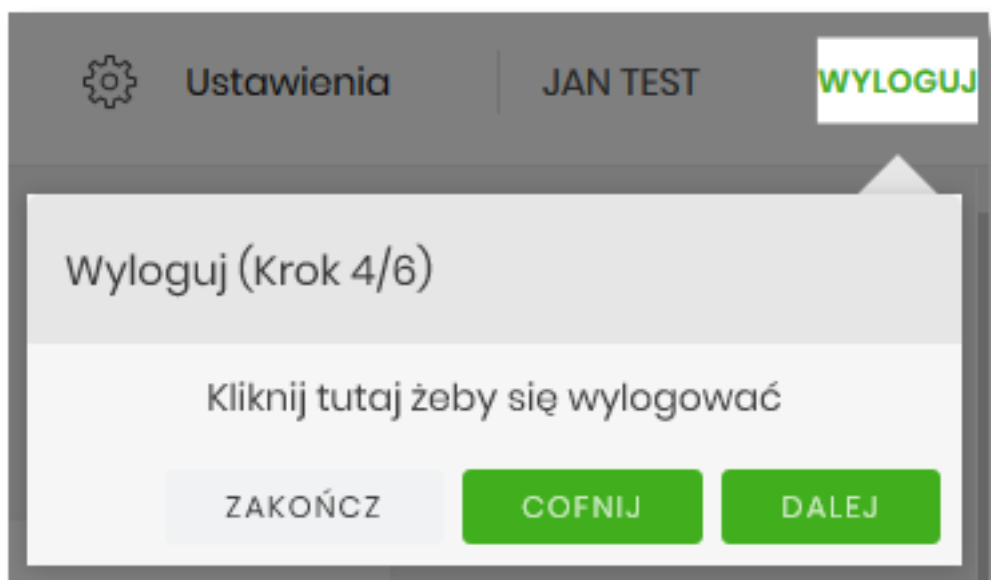 Ustawienia JAN TEST WYLOGUJ
Wyloguj (Krok 4/6)
Kliknij tutaj żeby się wylogować
ZAKOŃCZ COFNIJ DALEJ